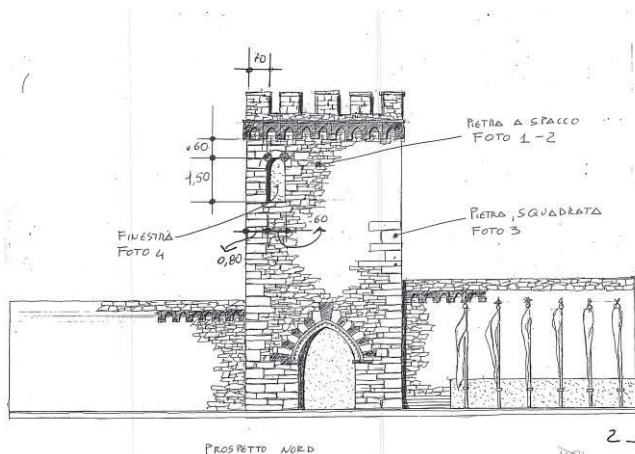 70
.60
1,50
PIETRA A SPACCO
FOTO 1-2
PIETRA SQUADRATA
FOTO 3
FINESTRA
FOTO 4
.60
0,80
PROSPETTO NORD
2_